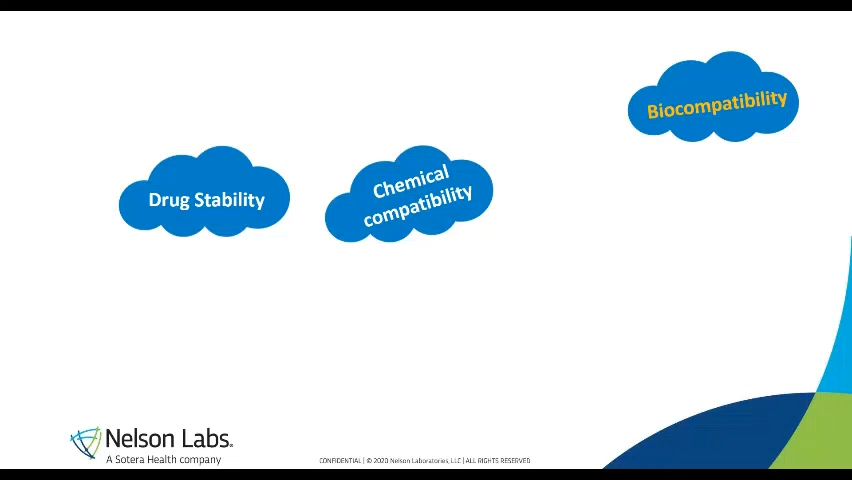 Biocompatibility
Drug Stability
Chemical
compatibility
Nelson Labs®
A Sotera Health company
CONFIDENTIAL | © 2020 Nelson Laboratories, LLC | ALL RIGHTS RESERVED